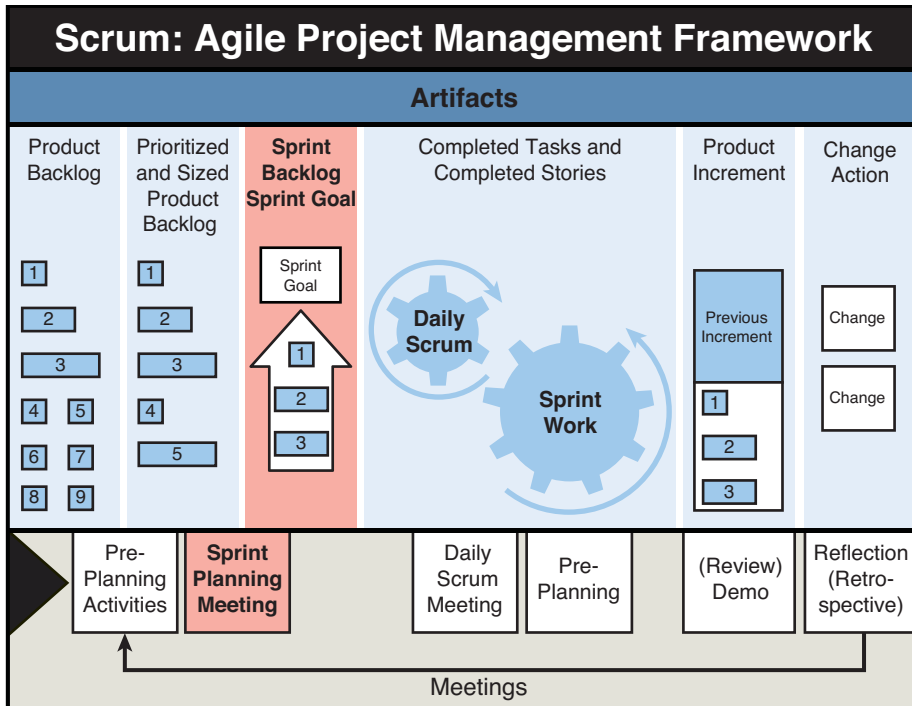 Scrum: Agile Project Management Framework
Artifacts
Product
Backlog
Prioritized
and Sized
Product
Backlog
Sprint
Backlog
Sprint Goal
Completed Tasks and
Completed Stories
Product
Increment
Change
Action
1
2
3
4 5
6 7
8 9
1
2
3
4
5
Sprint
Goal
1
2
3
Daily
Scrum
Sprint
Work
Previous
Increment
1
2
3
Change
Change
Pre-
Planning
Activities
Sprint
Planning
Meeting
Daily
Scrum
Meeting
Pre-
Planning
(Review)
Demo
Reflection
(Retro-
spective)
Meetings